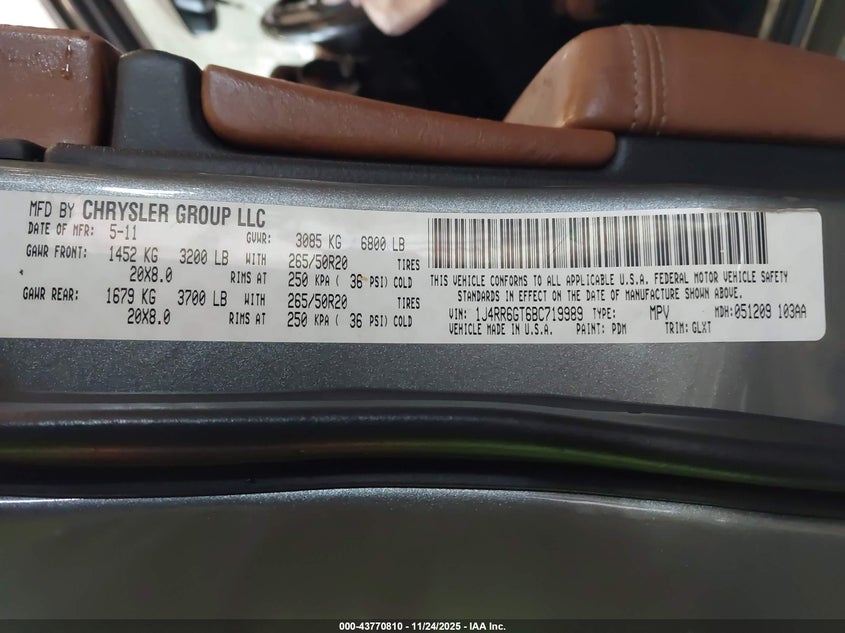 MFD BY CHRYSLER GROUP LLC
DATE OF MFR: 5-11 GVWR: 3085 KG 6800 LB
GAWR FRONT: 1452 KG 3200 LB WITH 265/50R20 TIRES
20X8.0 RIMS AT 250 KPA ( 36 PSI) COLD
GAWR REAR: 1679 KG 3700 LB WITH 265/50R20 TIRES
20X8.0 RIMS AT 250 KPA ( 36 PSI) COLD
THIS VEHICLE CONFORMS TO ALL APPLICABLE U.S.A. FEDERAL MOTOR VEHICLE SAFETY
STANDARDS IN EFFECT ON THE DATE OF MANUFACTURE SHOWN ABOVE.
VIN: 1J4RR6GT6BC719989 TYPE: MPV MDH:051209 103AA
VEHICLE MADE IN U.S.A. PAINT: PDM TRIM: GLXT
000-43770810 - 11/24/2025 - IAA Inc.